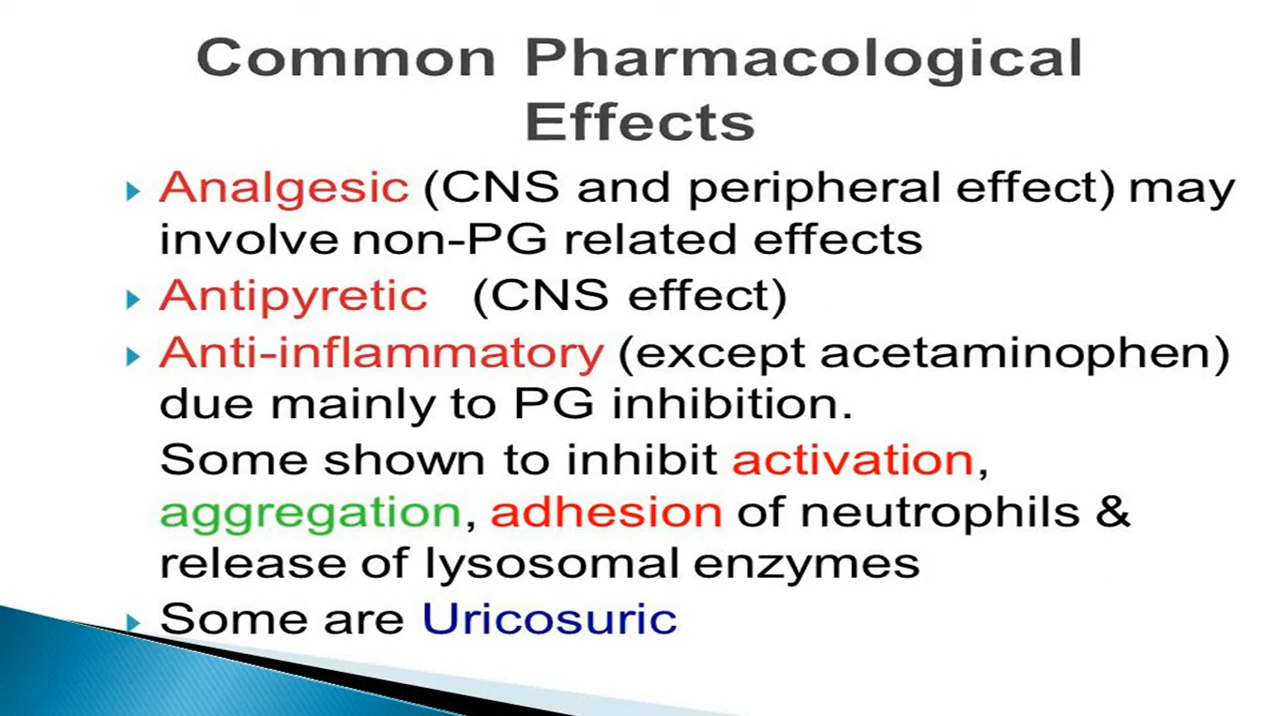 Common Pharmacological
Effects
Analgesic (CNS and peripheral effect) may
involve non-PG related effects
Antipyretic (CNS effect)
Anti-inflammatory (except acetaminophen)
due mainly to PG inhibition.
Some shown to inhibit activation,
aggregation, adhesion of neutrophils &
release of lysosomal enzymes
Some are Uricosuric